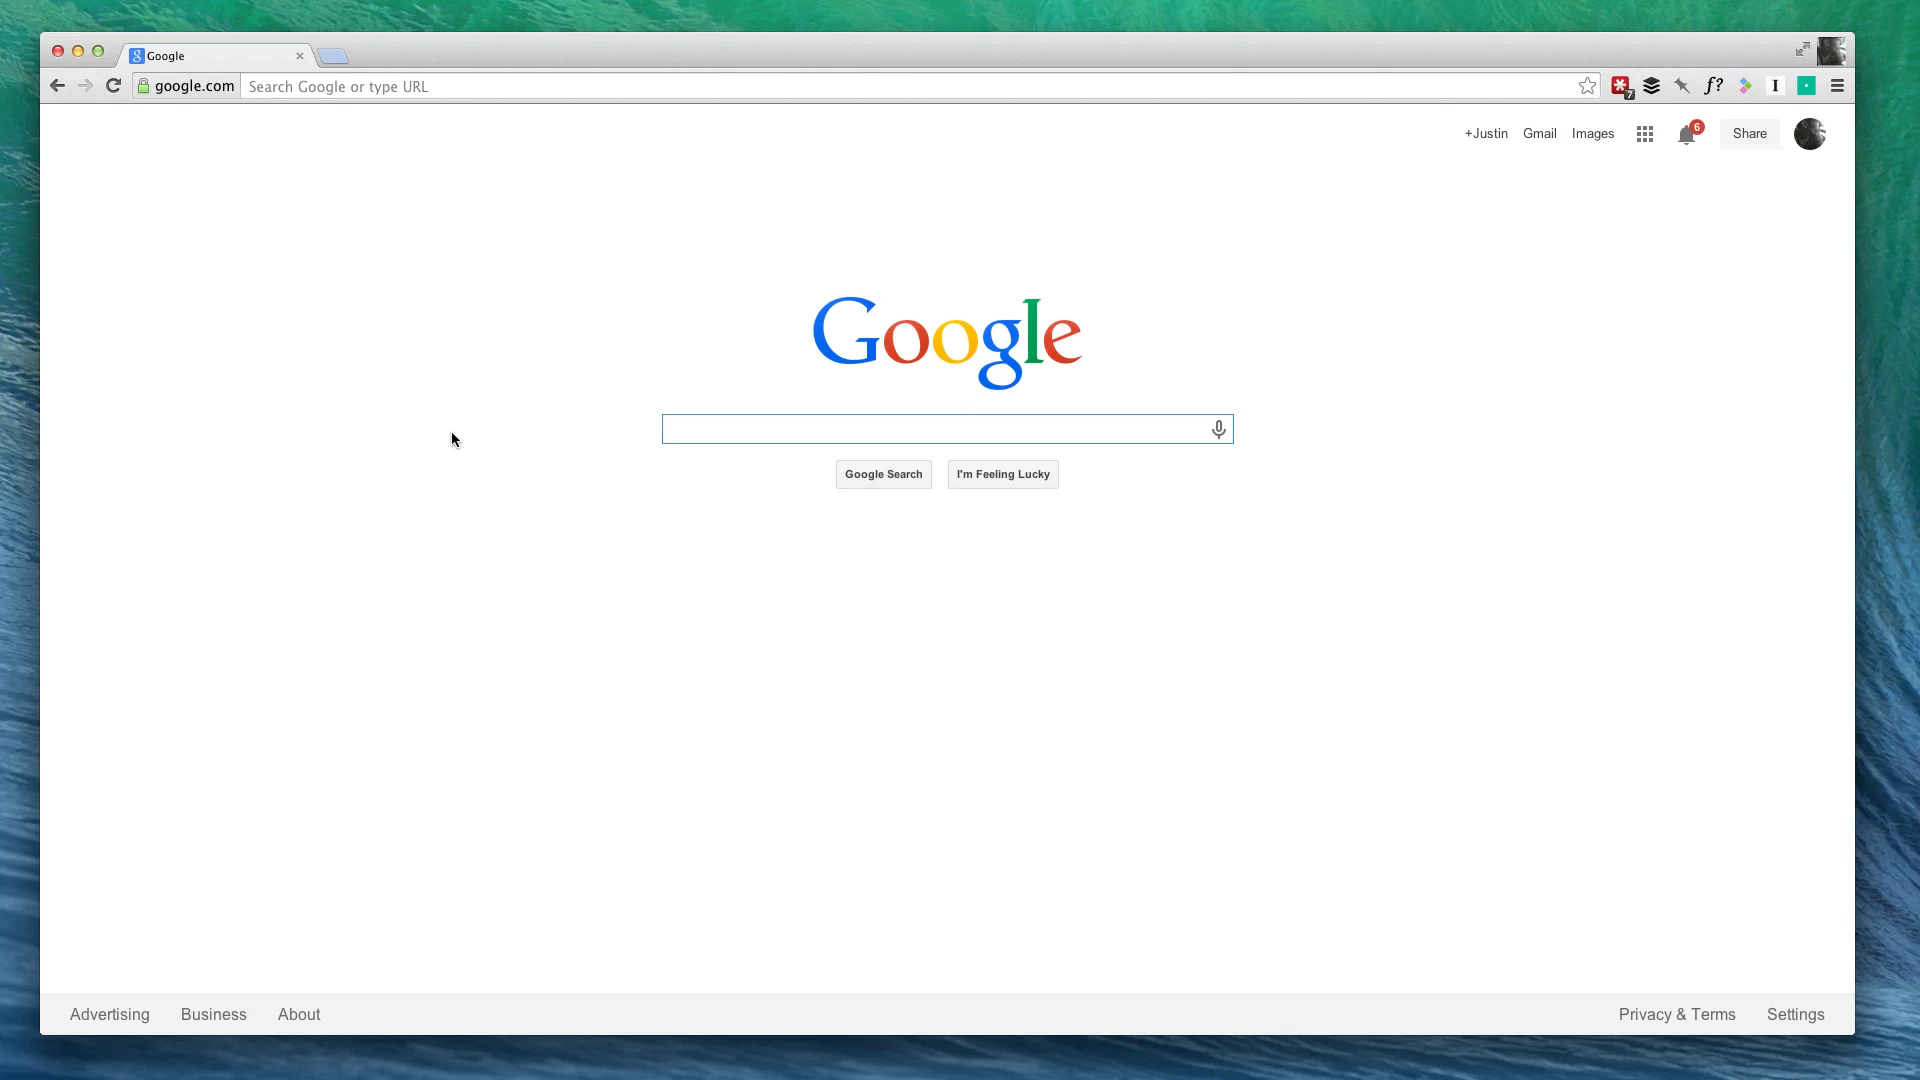 Google
google.com Search Google or type URL
7 f? I
+Justin Gmail Images 6 Share
Google
Google Search I'm Feeling Lucky
Advertising Business About Privacy & Terms Settings